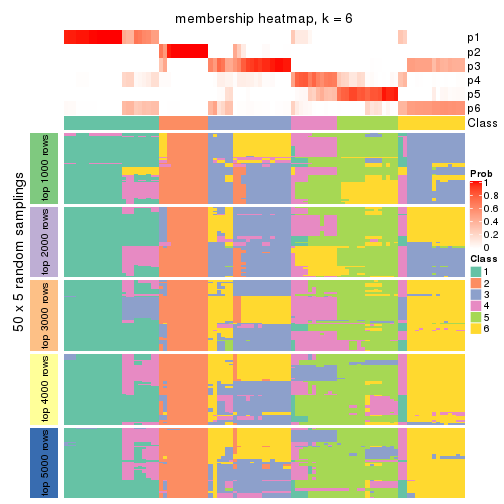 membership heatmap, k = 6
p1
p2
p3
p4
p5
p6
Class
50 x 5 random samplings
top 1000 rows
top 2000 rows
top 3000 rows
top 4000 rows
top 5000 rows
Prob
1
0.8
0.6
0.4
0.2
0
Class
1
2
3
4
5
6